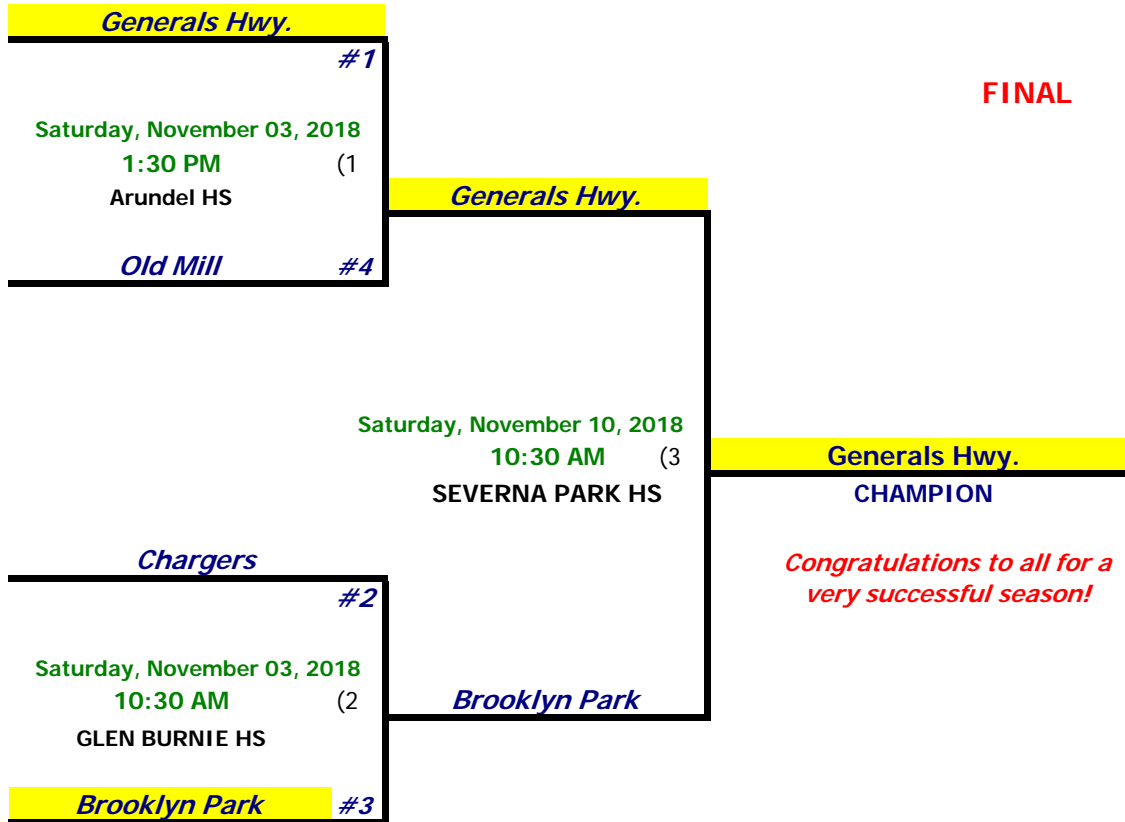 Generals Hwy.
#1
FINAL
Saturday, November 03, 2018
1:30 PM (1
Arundel HS
Generals Hwy.
Old Mill #4
Saturday, November 10, 2018
10:30 AM (3
SEVERNA PARK HS
Generals Hwy.
CHAMPION
Congratulations to all for a
very successful season!
Chargers
#2
Saturday, November 03, 2018
10:30 AM (2
GLEN BURNIE HS
Brooklyn Park
Brooklyn Park #3